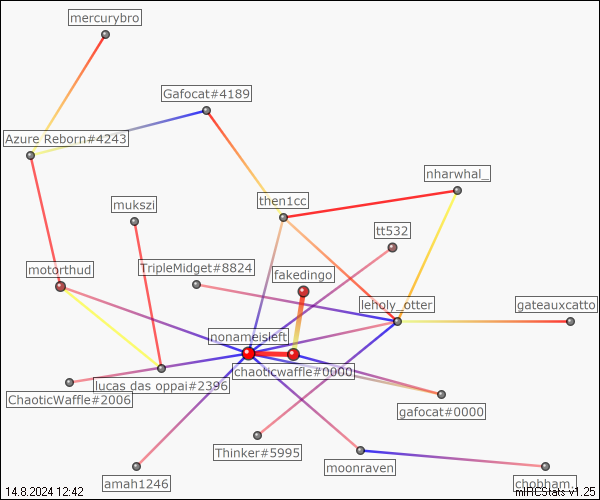 mercurybro
Gafocat#4189
Azure Reborn#4243
nharwhal_
mukszi
then1cc
tt532
motorthud
TripleMidget#8824
fakedingo
leholy_otter
gateauxcatto
nonameisleft
chaoticwaffle#0000
lucas das oppai#2396
ChaoticWaffle#2006
gafocat#0000
Thinker#5995
moonraven
amah1246
chobham.
14.8.2024 12:42
mIRCStats v1.25